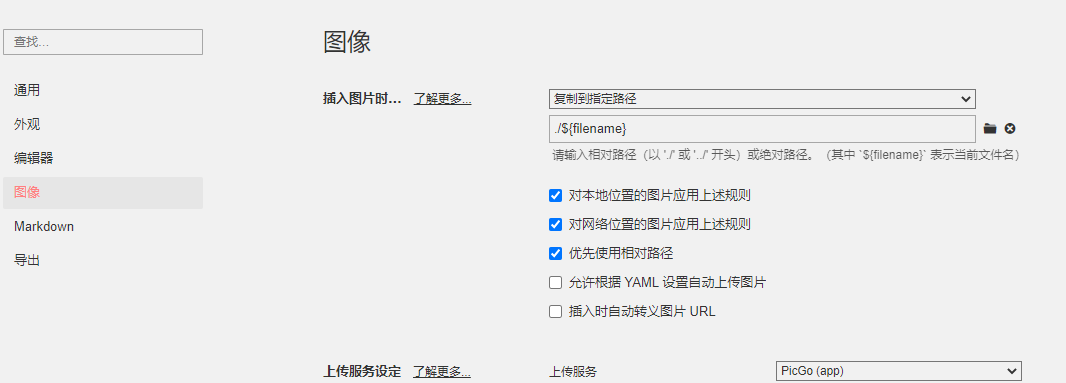 图像
查找...
通用
外观
编辑器
图像
Markdown
导出
插入图片时... 了解更多... 复制到指定路径
./${filename}
请输入相对路径（以 './' 或 '../' 开头）或绝对路径。（其中 `${filename}` 表示当前文件名）
对本地位置的图片应用上述规则
对网络位置的图片应用上述规则
优先使用相对路径
允许根据 YAML 设置自动上传图片
插入时自动转义图片 URL
上传服务设定 了解更多... 上传服务 PicGo (app)